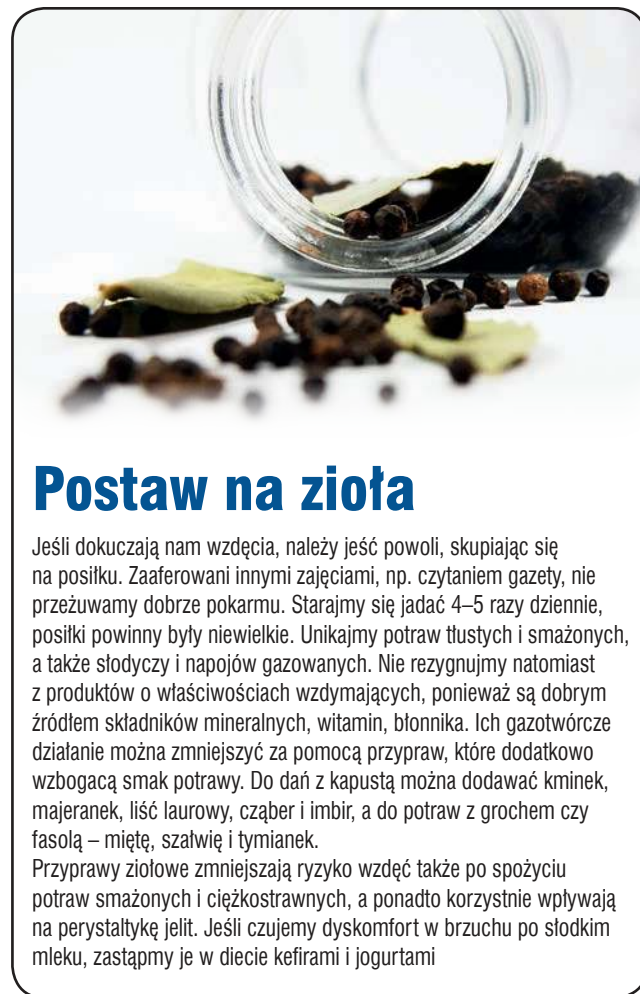 Postaw na zioła
Jeśli dokuczają nam wzdęcia, należy jeść powoli, skupiając się
na posiłku. Zaaferowani innymi zajęciami, np. czytaniem gazety, nie
przeżuwamy dobrze pokarmu. Starajmy się jadać 4–5 razy dziennie,
posiłki powinny były niewielkie. Unikajmy potraw tłustych i smażonych,
a także słodyczy i napojów gazowanych. Nie rezygnujmy natomiast
z produktów o właściwościach wzdymających, ponieważ są dobrym
źródłem składników mineralnych, witamin, błonnika. Ich gazotwórcze
działanie można zmniejszyć za pomocą przypraw, które dodatkowo
wzbogacą smak potrawy. Do dań z kapustą można dodawać kminek,
majeranek, liść laurowy, cząber i imbir, a do potraw z grochem czy
fasolą – miętę, szałwię i tymianek.
Przyprawy ziołowe zmniejszają ryzyko wzdęć także po spożyciu
potraw smażonych i ciężkostrawnych, a ponadto korzystnie wpływają
na perystaltykę jelit. Jeśli czujemy dyskomfort w brzuchu po słodkim
mleku, zastąpmy je w diecie kefirami i jogurtami